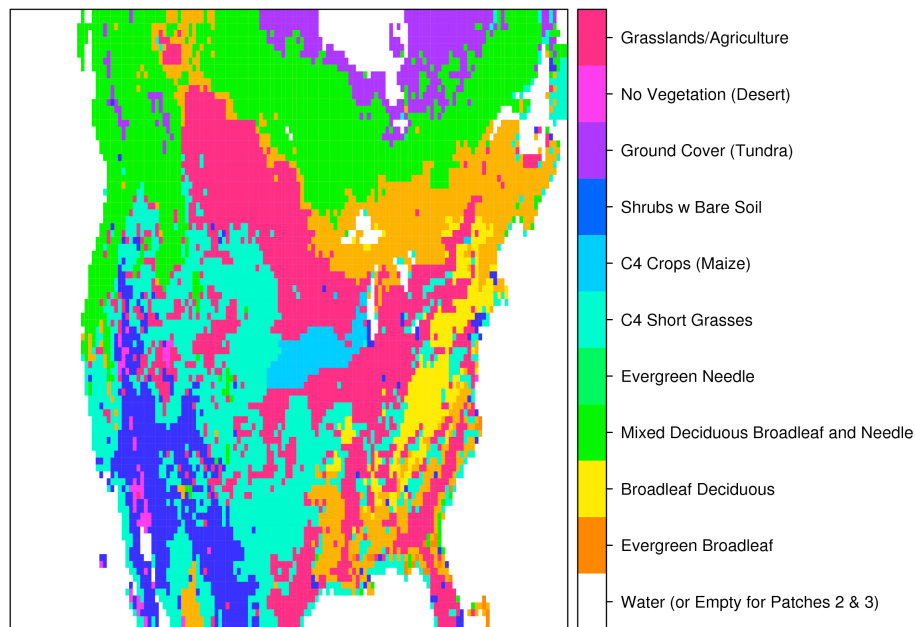 Grasslands/Agriculture
No Vegetation (Desert)
Ground Cover (Tundra)
Shrubs w Bare Soil
C4 Crops (Maize)
C4 Short Grasses
Evergreen Needle
Mixed Deciduous Broadleaf and Needle
Broadleaf Deciduous
Evergreen Broadleaf
Water (or Empty for Patches 2 & 3)